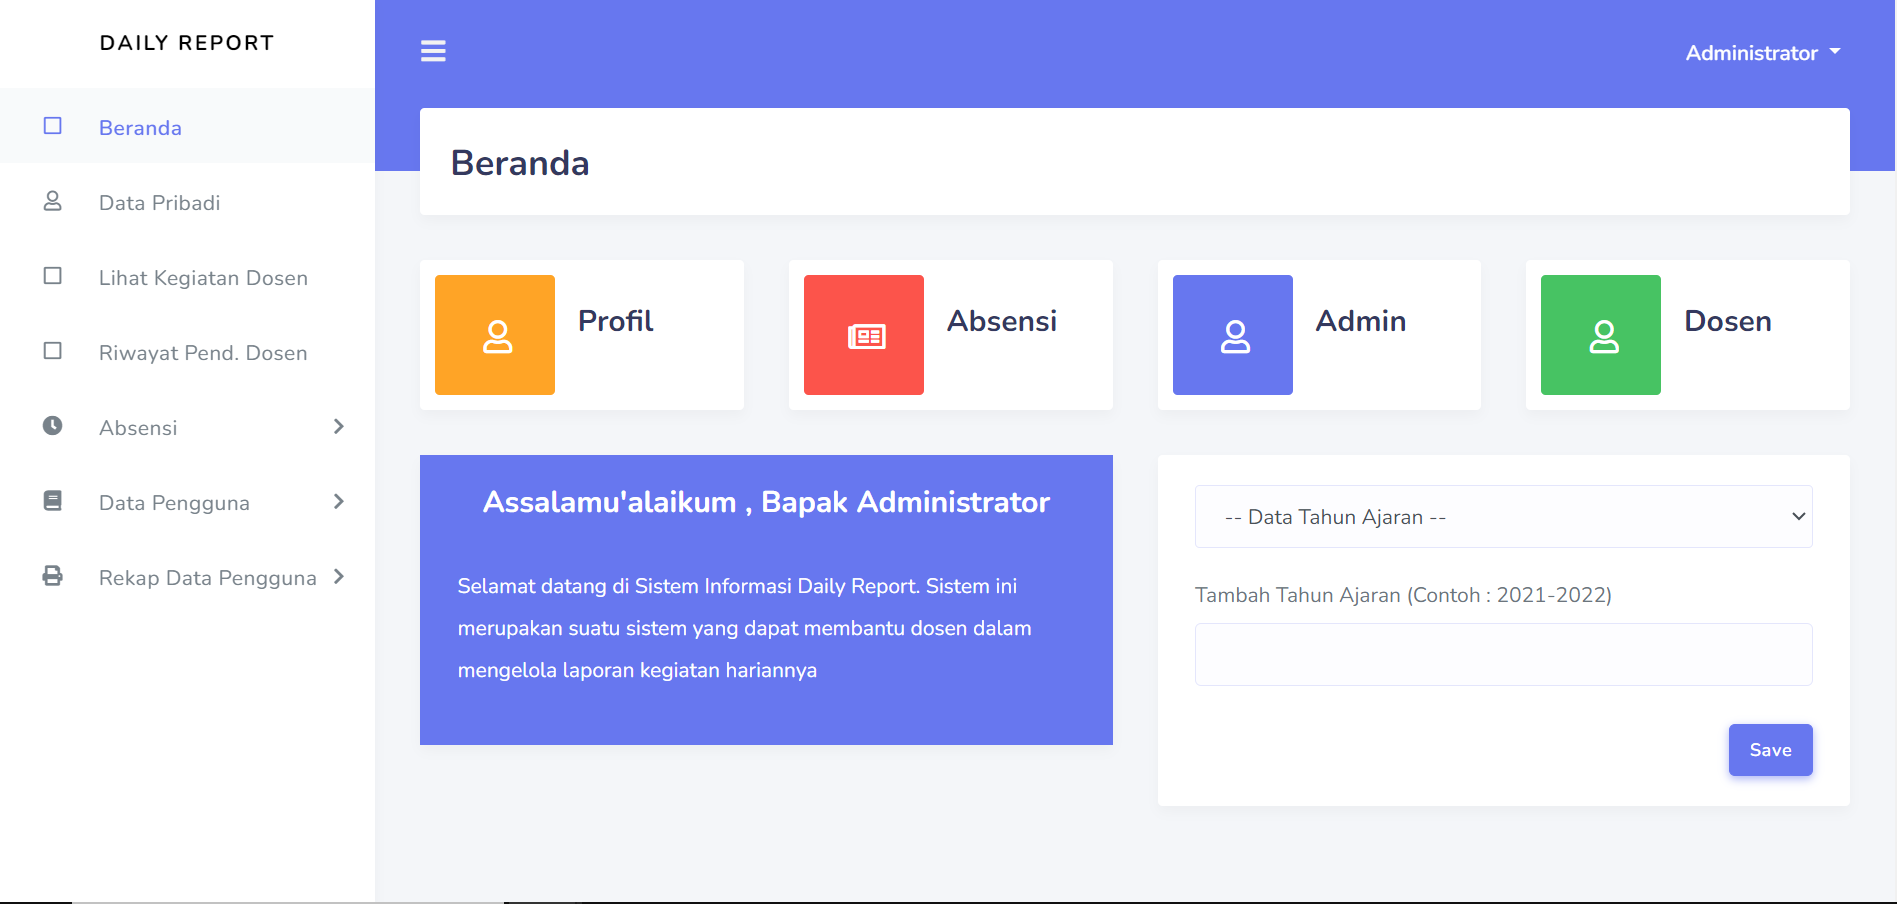 DAILY REPORT
Administrator
Beranda
Data Pribadi
Lihat Kegiatan Dosen
Riwayat Pend. Dosen
Absensi
Data Pengguna
Rekap Data Pengguna
Beranda
Profil
Absensi
Admin
Dosen
Assalamu'alaikum , Bapak Administrator
Selamat datang di Sistem Informasi Daily Report. Sistem ini
merupakan suatu sistem yang dapat membantu dosen dalam
mengelola laporan kegiatan hariannya
-- Data Tahun Ajaran --
Tambah Tahun Ajaran (Contoh : 2021-2022)
Save